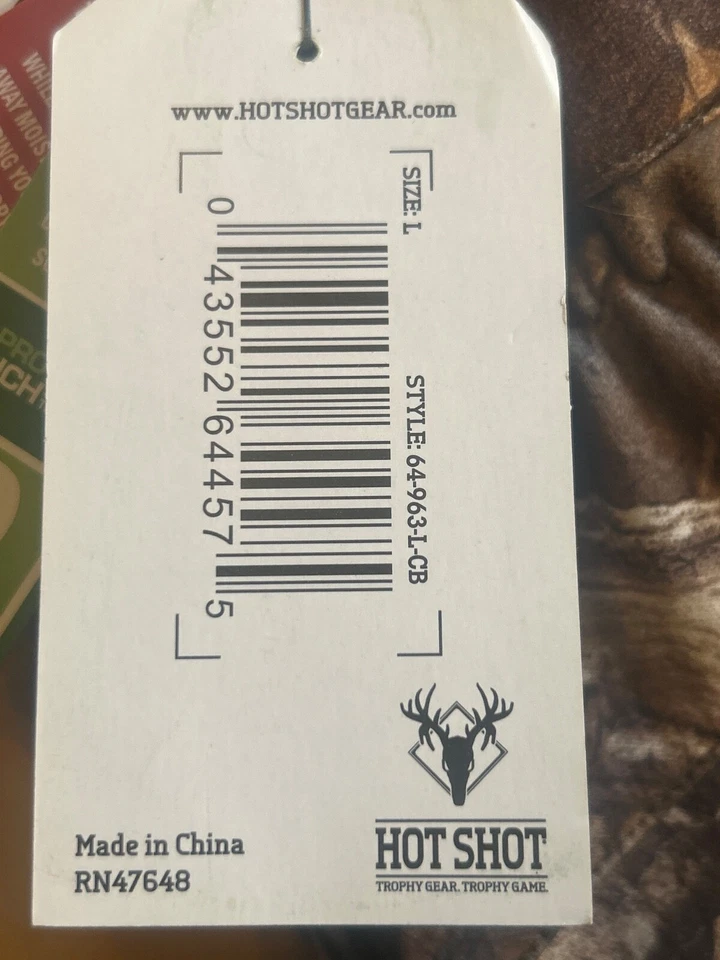 www.HOTSHOTGEAR.com
SIZE: L
STYLE: 64-963-L-CB
0 43552 64457 5
HOT SHOT
TROPHY GEAR. TROPHY GAME.
Made in China
RN47648